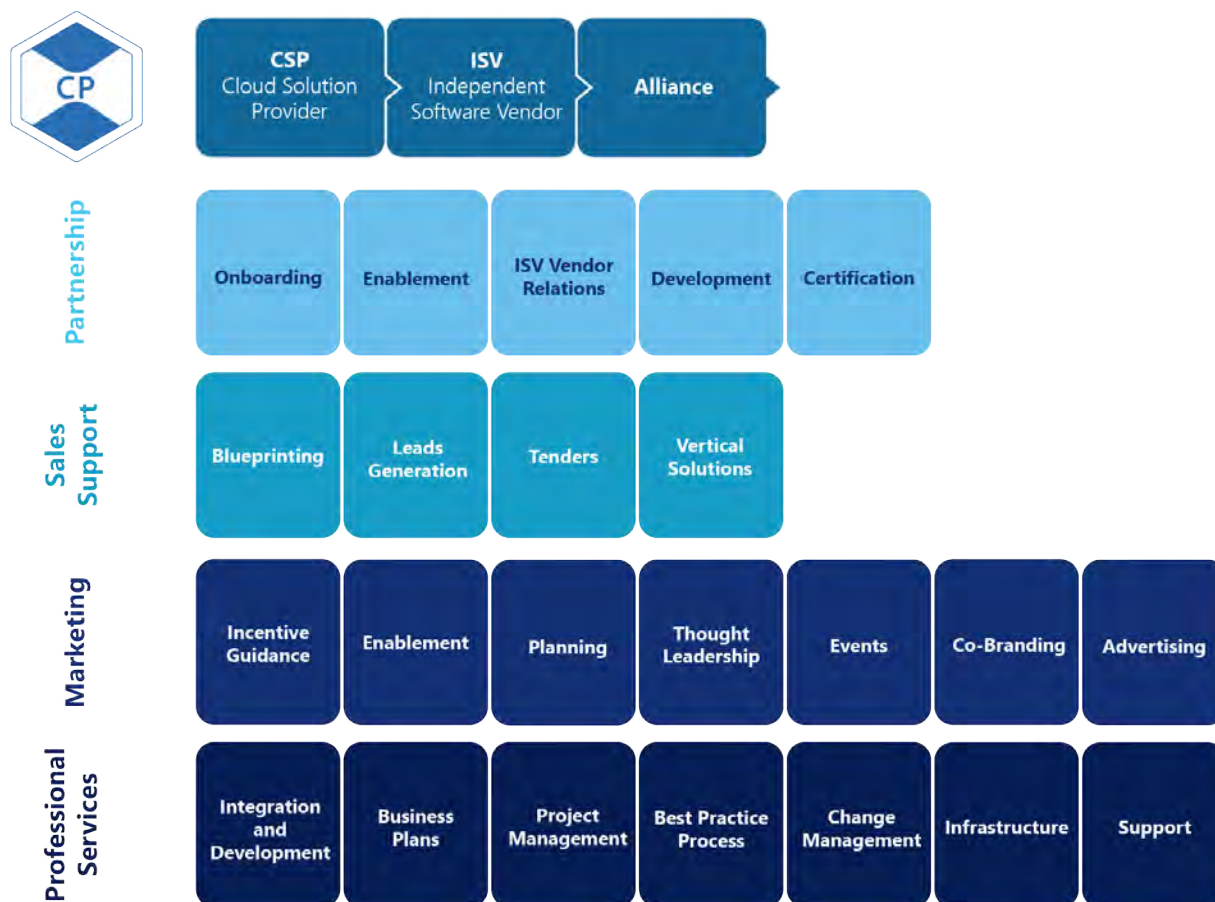 CP
CSP
Cloud Solution
Provider
ISV
Independent
Software Vendor
Alliance
Partnership
Onboarding
Enablement
ISV Vendor
Relations
Development
Certification
Sales
Support
Blueprinting
Leads
Generation
Tenders
Vertical
Solutions
Marketing
Incentive
Guidance
Enablement
Planning
Thought
Leadership
Events
Co-Branding
Advertising
Professional
Services
Integration
and
Development
Business
Plans
Project
Management
Best Practice
Process
Change
Management
Infrastructure
Support